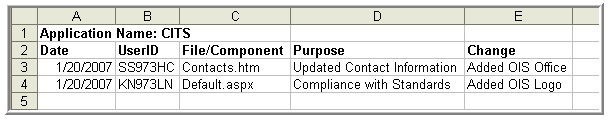 A B C D E
1 Application Name: CITS
2 Date UserID File/Component Purpose Change
3 1/20/2007 SS973HC Contacts.htm Updated Contact Information Added OIS Office
4 1/20/2007 KN973LN Default.aspx Compliance with Standards Added OIS Logo
5